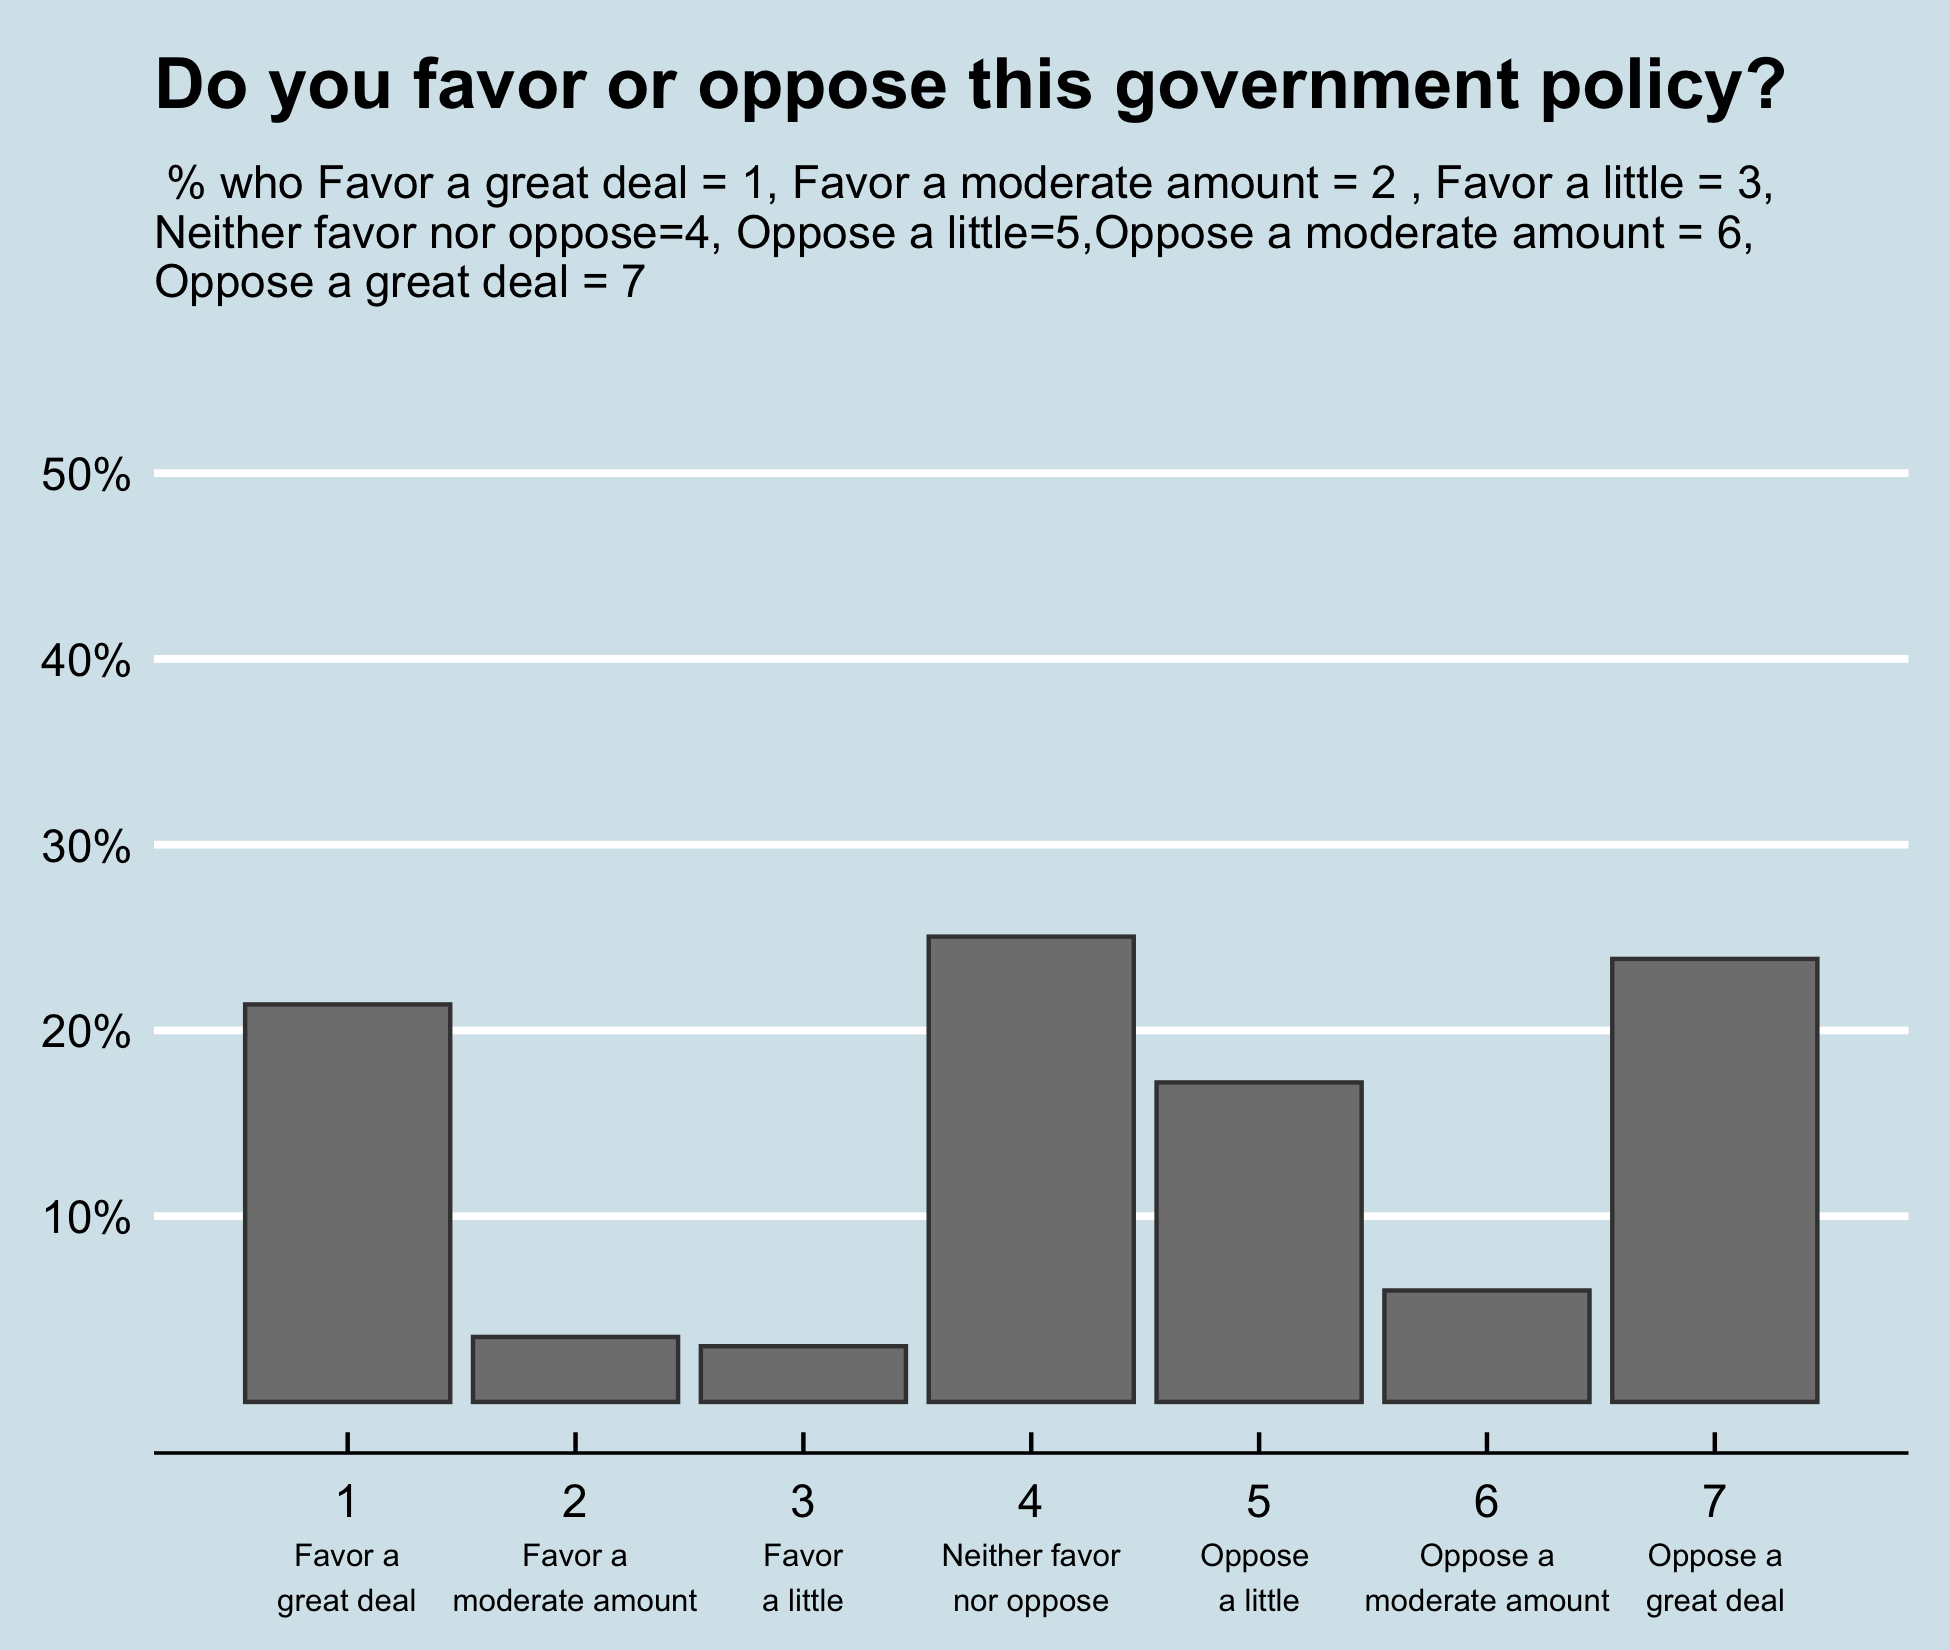 Do you favor or oppose this government policy?
% who Favor a great deal = 1, Favor a moderate amount = 2 , Favor a little = 3,
Neither favor nor oppose=4, Oppose a little=5,Oppose a moderate amount = 6,
Oppose a great deal = 7
50%
40%
30%
20%
10%
1 2 3 4 5 6 7
Favor a Favor a Favor Neither favor Oppose Oppose a Oppose a
great deal moderate amount a little nor oppose a little moderate amount great deal